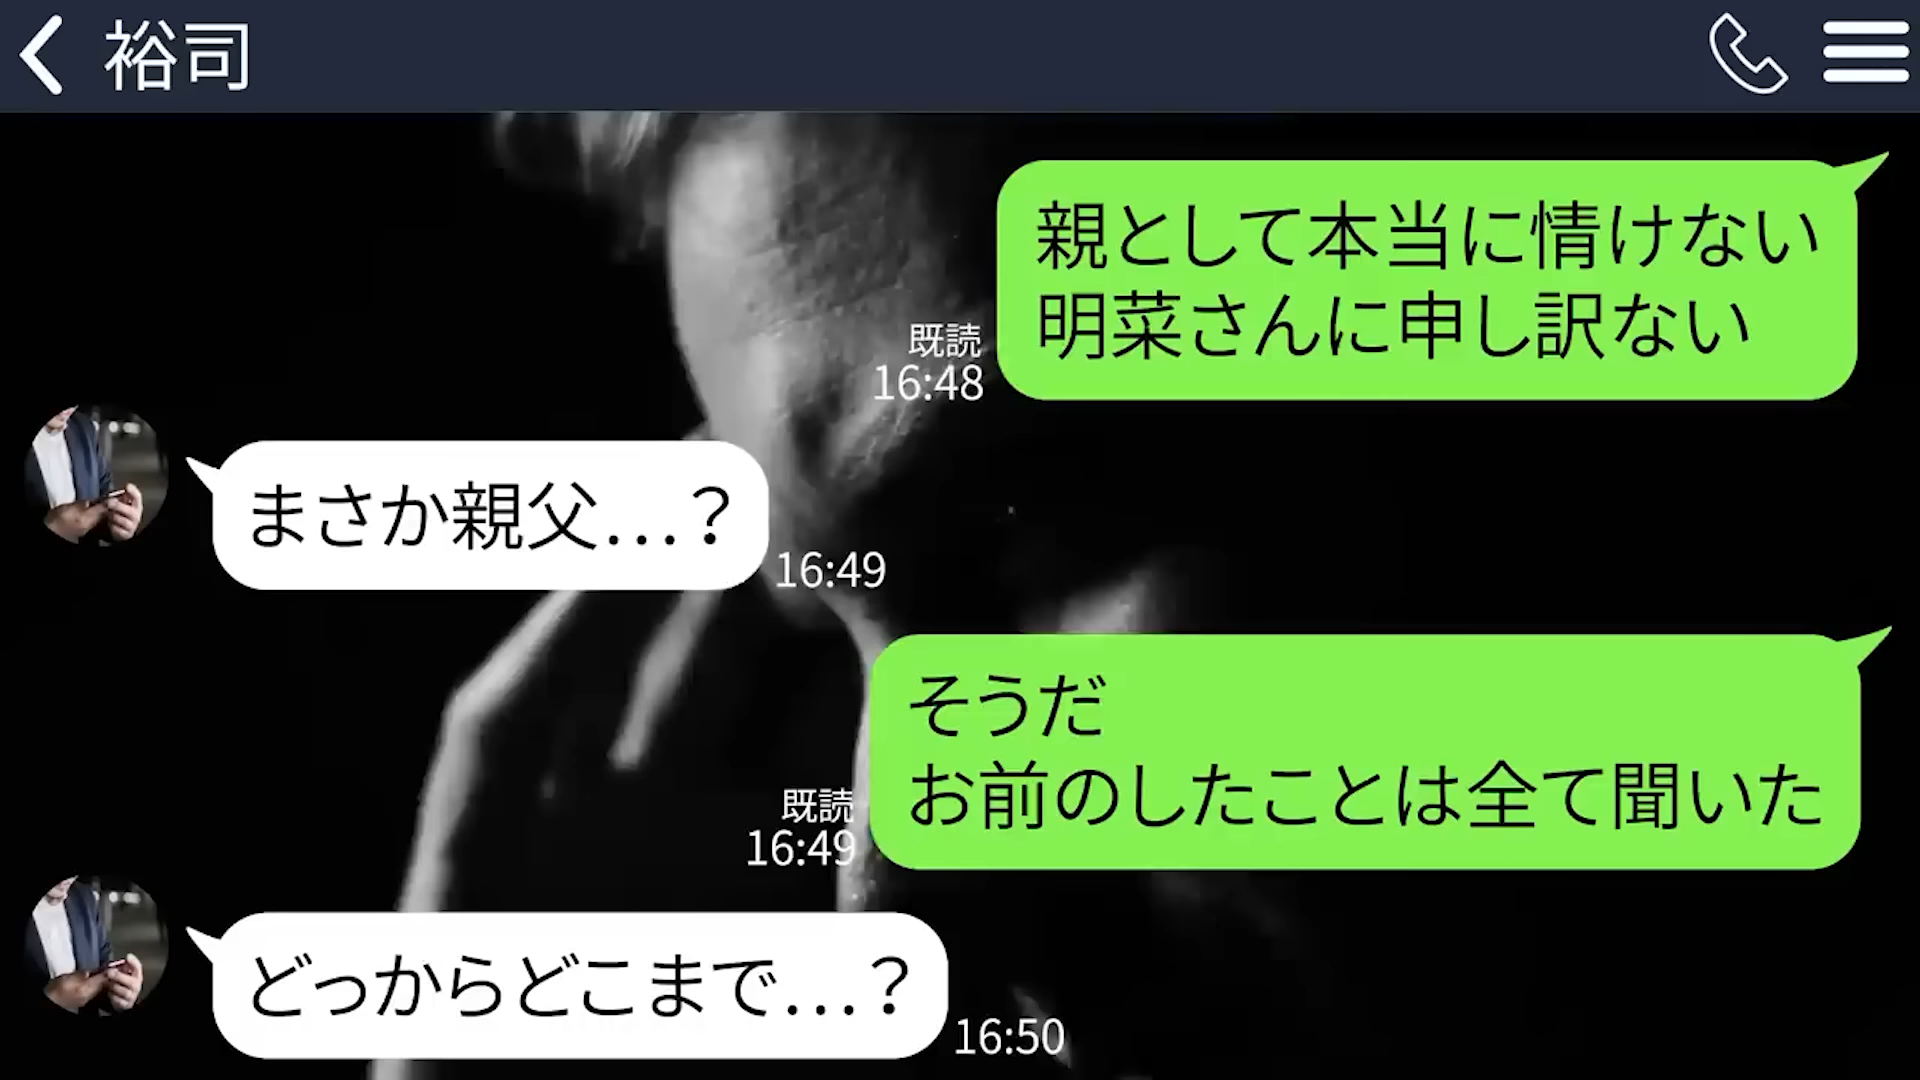 裕司
親として本当に情けない
明菜さんに申し訳ない
既読
16:48
まさか親父…？
16:49
そうだ
お前のしたことは全て聞いた
既読
16:49
どっからどこまで…？
16:50